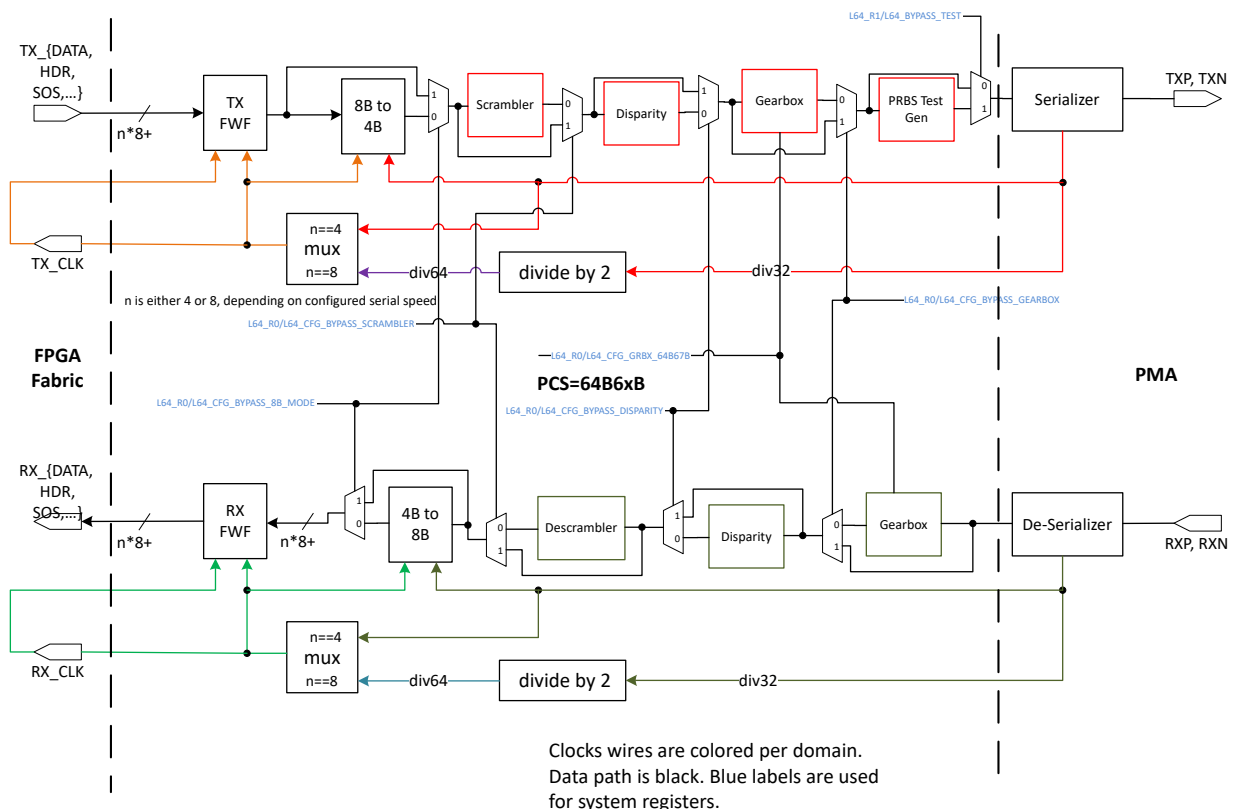 L64_R1/L64_BYPASS_TEST
TX_{DATA,
HDR,
SOS,...}
n*8+
TX
FWF
8B to
4B
1
0
Scrambler
0
1
Disparity
1
0
Gearbox
0
1
PRBS Test
Gen
0
1
Serializer
TXP, TXN
TX_CLK
n==4
mux
n==8
div64
divide by 2
div32
n is either 4 or 8, depending on configured serial speed
L64_R0/L64_CFG_BYPASS_GEARBOX
L64_R0/L64_CFG_BYPASS_SCRAMBLER
FPGA
Fabric
L64_R0/L64_CFG_GRBX_64B67B
PCS=64B6xB
PMA
L64_R0/L64_CFG_BYPASS_8B_MODE
L64_R0/L64_CFG_BYPASS_DISPARITY
RX_{DATA,
HDR,
SOS,...}
n*8+
RX
FWF
n*8+
1
0
4B to
8B
0
1
Descrambler
1
0
Disparity
0
1
Gearbox
De-Serializer
RXP, RXN
RX_CLK
n==4
mux
n==8
div64
divide by 2
div32
Clocks wires are colored per domain.
Data path is black. Blue labels are used
for system registers.